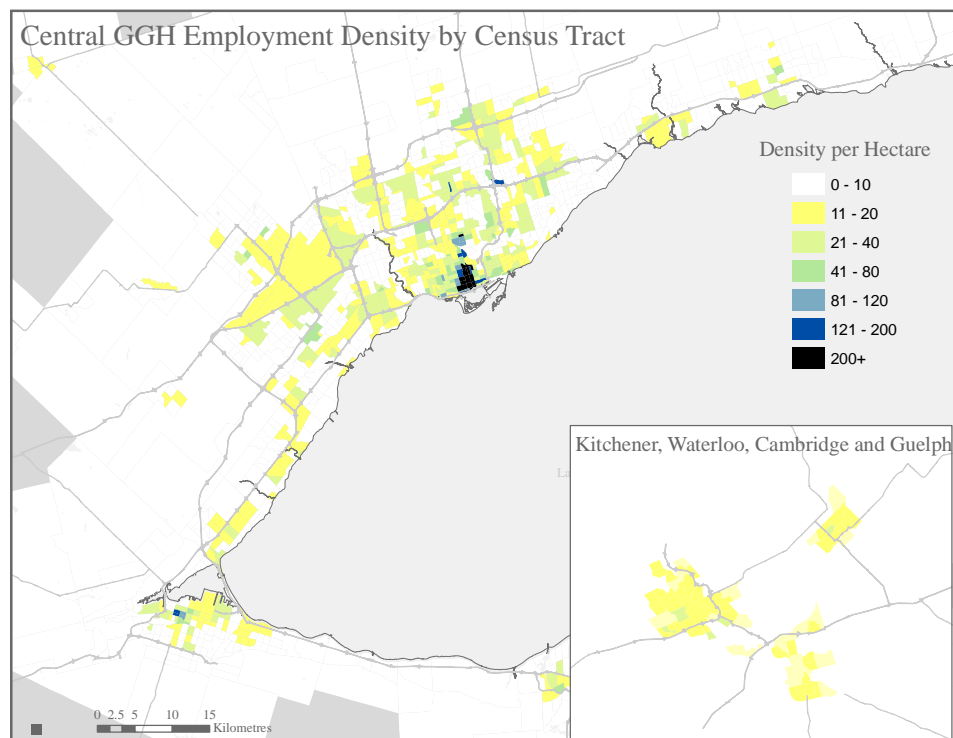 Central GGH Employment Density by Census Tract
Density per Hectare
0 - 10
11 - 20
21 - 40
41 - 80
81 - 120
121 - 200
200+
Kitchener, Waterloo, Cambridge and Guelph
0 2.5 5 10 15
Kilometres